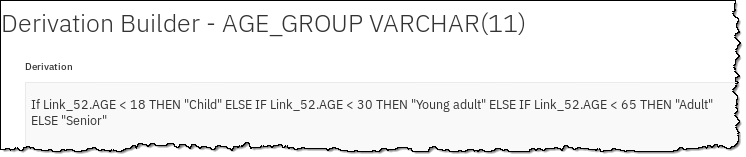 Derivation Builder - AGE_GROUP VARCHAR(11)
Derivation
If Link_52.AGE < 18 THEN "Child" ELSE IF Link_52.AGE < 30 THEN "Young adult" ELSE IF Link_52.AGE < 65 THEN "Adult"
ELSE "Senior"